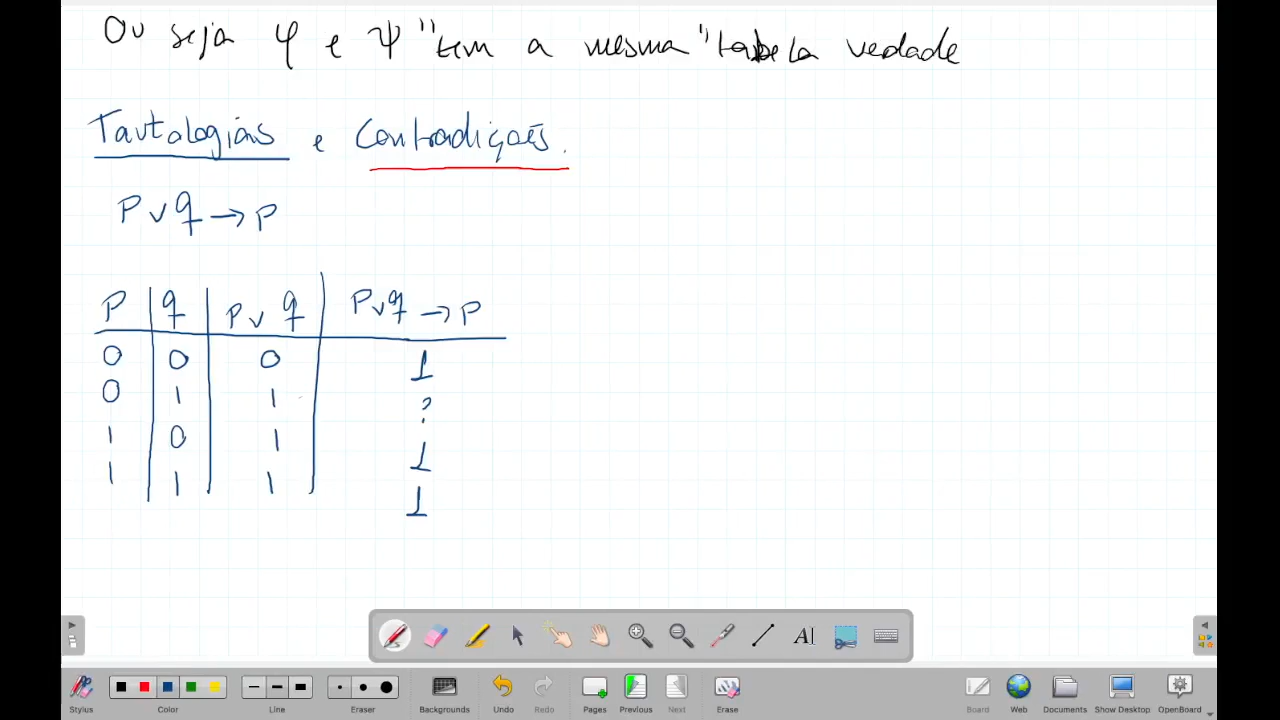 Ou seja φ e ψ "tem a mesma" tabela vedade
Tautologias e Contradições.
P ∨ q → P
P | q | P ∨ q | P ∨ q → P
0 | 0 | 0 | 1
0 | 1 | 1 | ?
1 | 0 | 1 | 1
1 | 1 | 1 | 1
Stylus Color Line Eraser Backgrounds Undo Redo Pages Previous Next Erase Board Web Documents Show Desktop OpenBoard